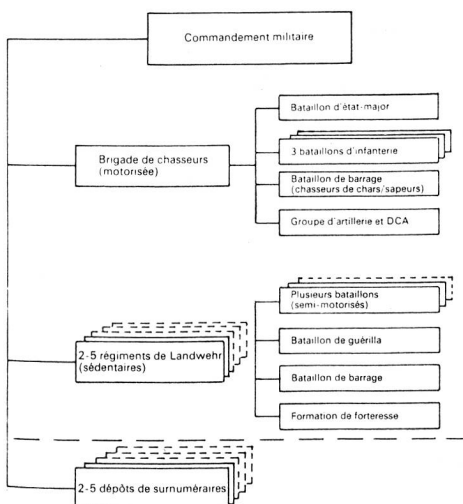 Commandement militaire
Bataillon d'état-major
3 bataillons d'infanterie
Brigade de chasseurs
(motorisée)
Bataillon de barrage
(chasseurs de chars/sapeurs)
Groupe d'artillerie et DCA
Plusieurs bataillons
(semi-motorisés)
2-5 régiments de Landwehr
(sédentaires)
Bataillon de guérilla
Bataillon de barrage
Formation de forteresse
2-5 dépôts de surnuméraires